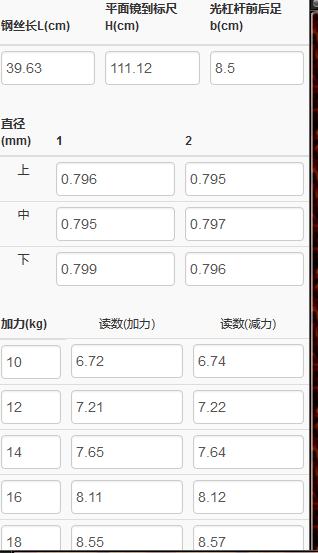 钢丝长L(cm) 平面镜到标尺H(cm) 光杠杆前后足b(cm)
39.63 111.12 8.5
直径(mm) 1 2
上 0.796 0.795
中 0.795 0.797
下 0.799 0.796
加力(kg) 读数(加力) 读数(减力)
10 6.72 6.74
12 7.21 7.22
14 7.65 7.64
16 8.11 8.12
18 8.55 8.57